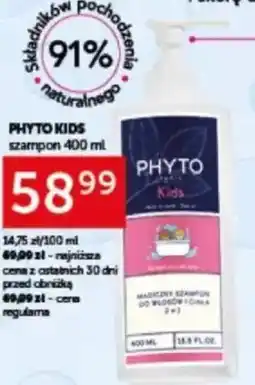 Składników pochodzenia
91%
naturalnego
PHYTO KIDS
szampon 400 ml
58 99
14,75 zł/100 ml
69,99 zł - najniższa
cena z ostatnich 30 dni
przed obniżką
69,99 zł - cena
regularna
PHYTO
PARIS
Kids
MAGICZNY SZAMPON
DO WŁOSÓW I CIAŁA
2w1
400 ML
13.5 FL. OZ.